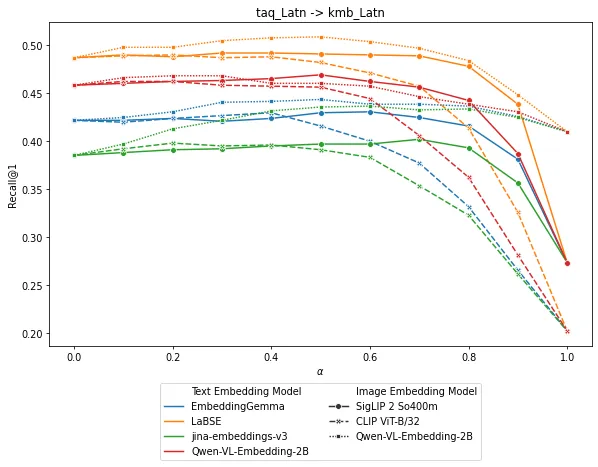 taq_Latn -> kmb_Latn
Recall@1
0.50
0.45
0.40
0.35
0.30
0.25
0.20
0.0 0.2 0.4 0.6 0.8 1.0
α
Text Embedding Model Image Embedding Model
EmbeddingGemma SigLIP 2 So400m
LaBSE CLIP ViT-B/32
jina-embeddings-v3 Qwen-VL-Embedding-2B
Qwen-VL-Embedding-2B